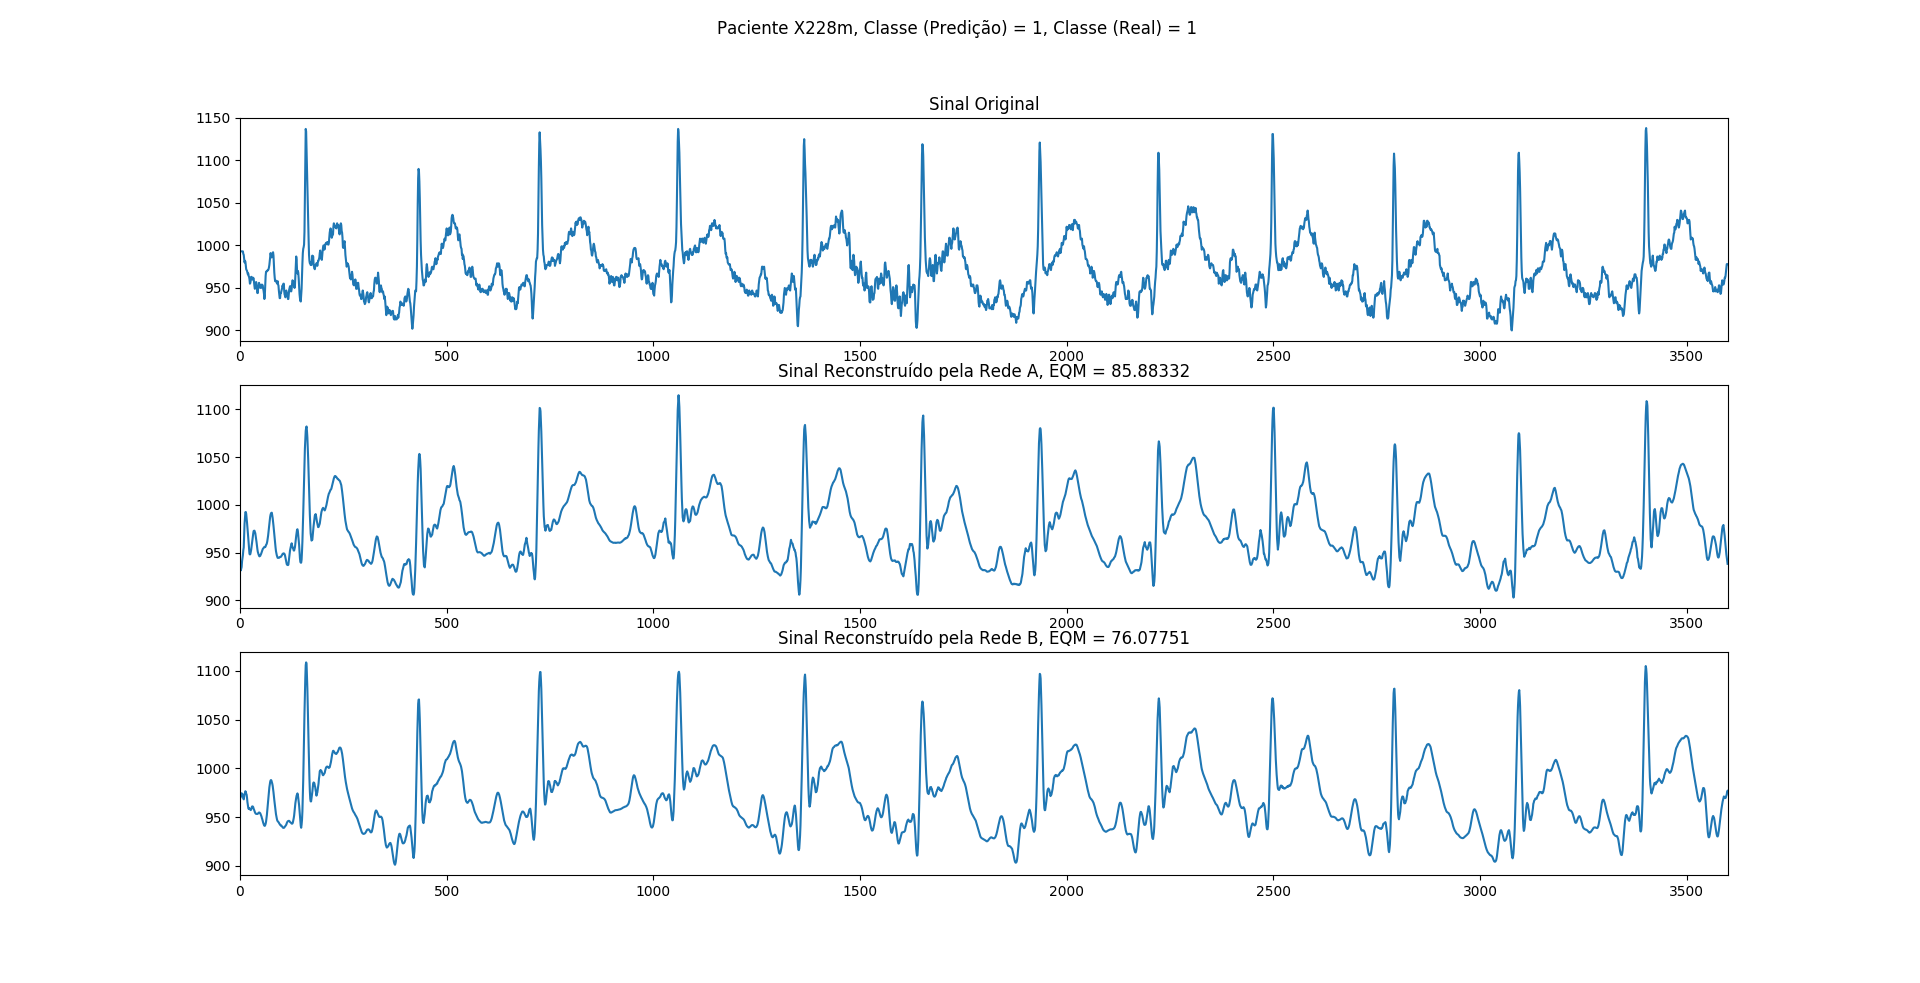 Paciente X228m, Classe (Predição) = 1, Classe (Real) = 1
Sinal Original
1150
1100
1050
1000
950
900
0 500 1000 1500 2000 2500 3000 3500
Sinal Reconstruído pela Rede A, EQM = 85.88332
1100
1050
1000
950
900
0 500 1000 1500 2000 2500 3000 3500
Sinal Reconstruído pela Rede B, EQM = 76.07751
1100
1050
1000
950
900
0 500 1000 1500 2000 2500 3000 3500